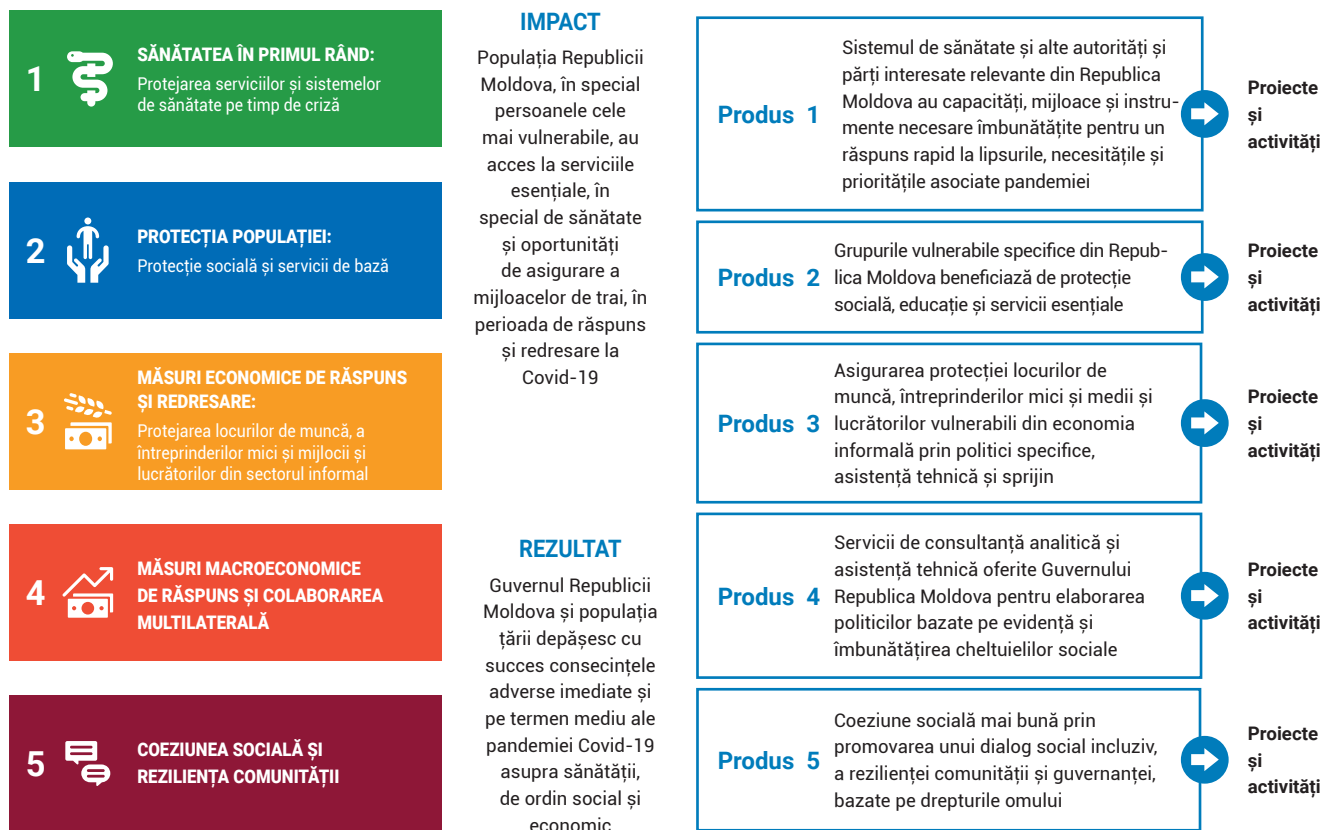 1
SĂNĂTATEA ÎN PRIMUL RÂND:
Protejarea serviciilor și sistemelor
de sănătate pe timp de criză
2
PROTECȚIA POPULAȚIEI:
Protecție socială și servicii de bază
3
MĂSURI ECONOMICE DE RĂSPUNS
ȘI REDRESARE:
Protejarea locurilor de muncă, a
întreprinderilor mici și mijlocii și
lucrătorilor din sectorul informal
4
MĂSURI MACROECONOMICE
DE RĂSPUNS ȘI COLABORAREA
MULTILATERALĂ
5
COEZIUNEA SOCIALĂ ȘI
REZILIENȚA COMUNITĂȚII
IMPACT
Populația Republicii
Moldova, în special
persoanele cele
mai vulnerabile, au
acces la serviciile
esențiale, în
special de sănătate
și oportunități
de asigurare a
mijloacelor de trai, în
perioada de răspuns
și redresare la
Covid-19
REZULTAT
Guvernul Republicii
Moldova și populația
țării depășesc cu
succes consecințele
adverse imediate și
pe termen mediu ale
pandemiei Covid-19
asupra sănătății,
de ordin social și
economic
Produs 1
Sistemul de sănătate și alte autorități și
părți interesate relevante din Republica
Moldova au capacități, mijloace și instru-
mente necesare îmbunătățite pentru un
răspuns rapid la lipsurile, necesitățile și
prioritățile asociate pandemiei
Proiecte
și
activități
Produs 2
Grupurile vulnerabile specifice din Repub-
lica Moldova beneficiază de protecție
socială, educație și servicii esențiale
Proiecte
și
activități
Produs 3
Asigurarea protecției locurilor de
muncă, întreprinderilor mici și medii și
lucrătorilor vulnerabili din economia
informală prin politici specifice,
asistență tehnică și sprijin
Proiecte
și
activități
Produs 4
Servicii de consultanță analitică și
asistență tehnică oferite Guvernului
Republica Moldova pentru elaborarea
politicilor bazate pe evidență și
îmbunătățirea cheltuielilor sociale
Proiecte
și
activități
Produs 5
Coeziune socială mai bună prin
promovarea unui dialog social incluziv,
a rezilienței comunității și guvernanței,
bazate pe drepturile omului
Proiecte
și
activități